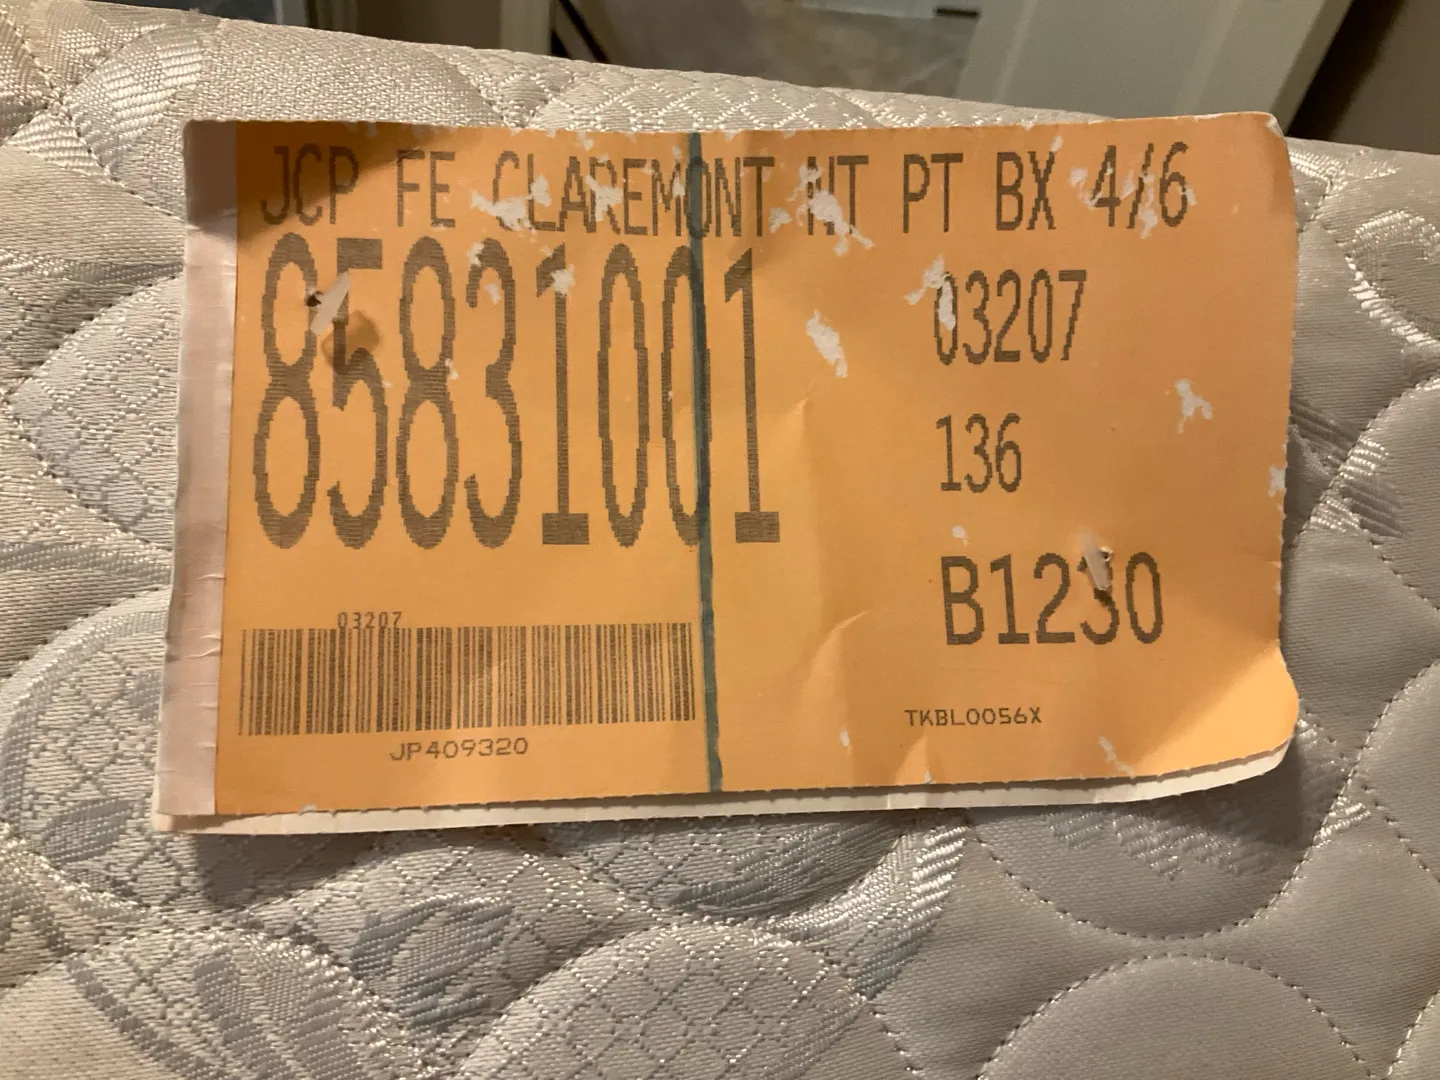 JCP FE CLAREMONT NT PT BX 4/6
85831001
03207
136
B1230
03207
JP409320
TKBL0056X